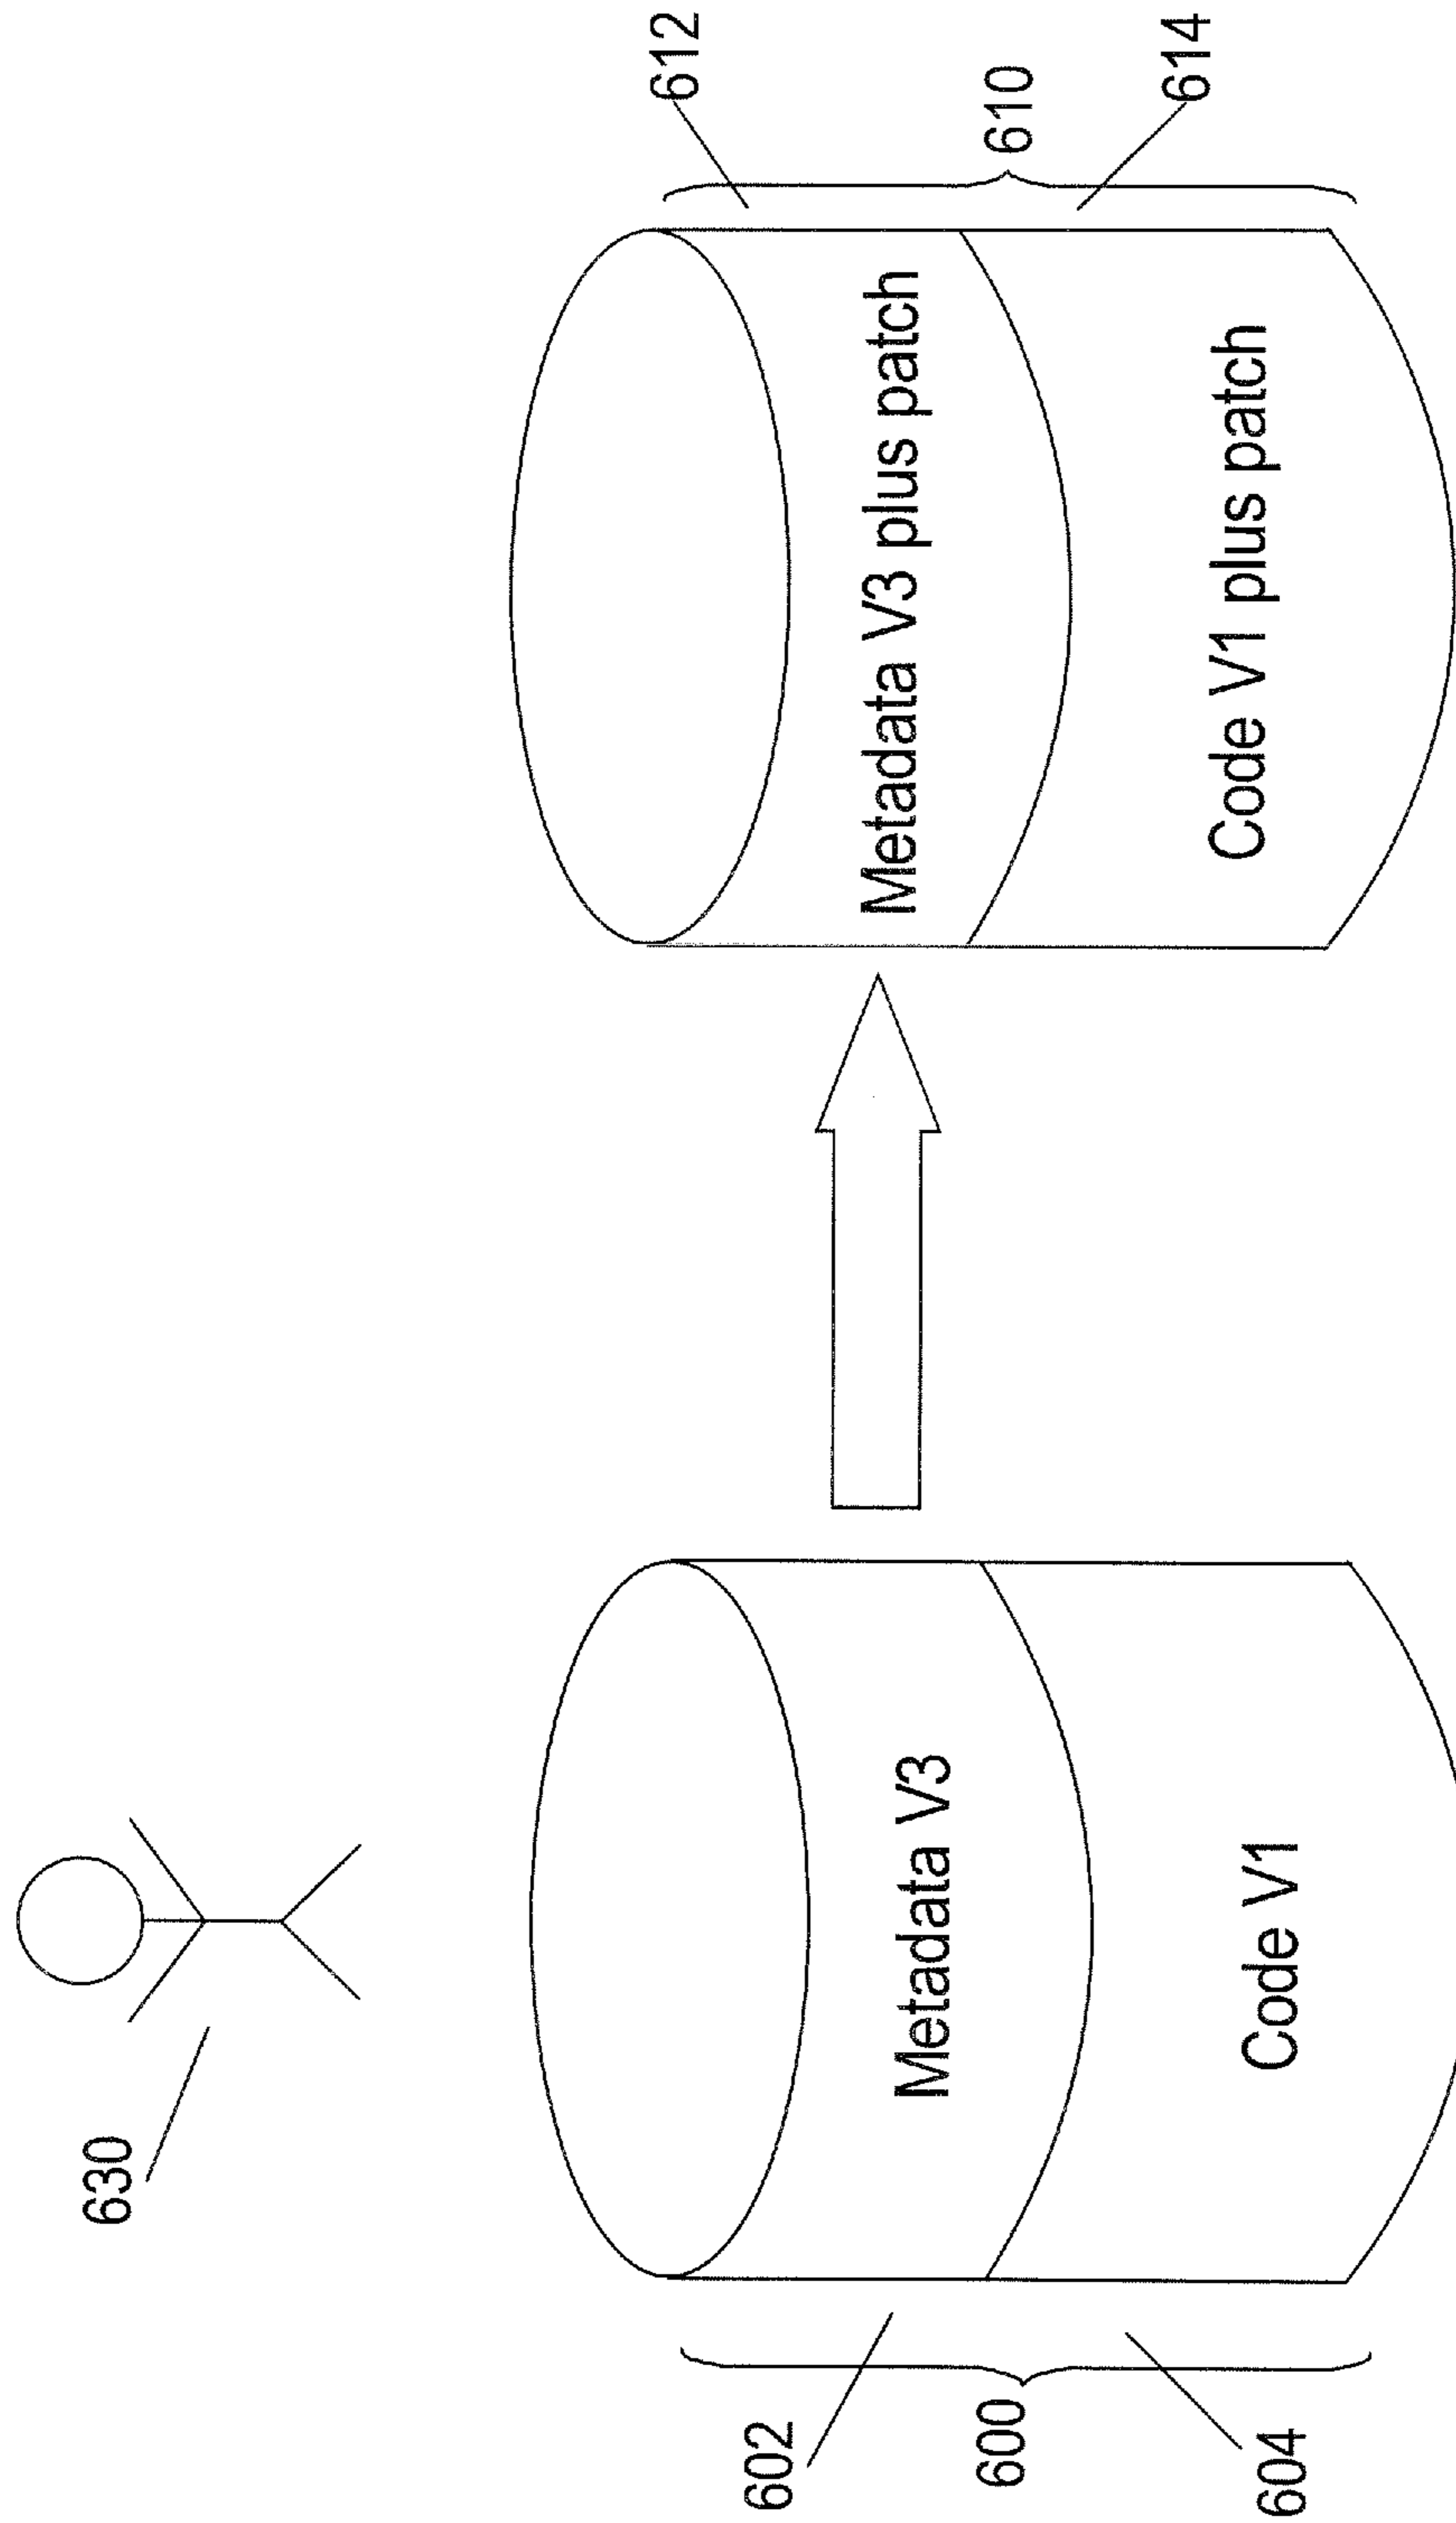 630
602
600
604
Metadata V3
Code V1
Metadata V3 plus patch
Code V1 plus patch
612
610
614